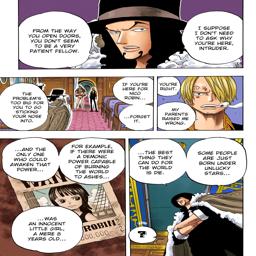 I SUPPOSE
I DON'T NEED
TO ASK WHY
YOU'RE HERE,
INTRUDER.
FROM THE WAY
YOU OPEN DOORS,
YOU DON'T SEEM
TO BE A VERY
PATIENT FELLOW.
YOU'RE
RIGHT.
MY
PARENTS
RAISED ME
WRONG.
IF YOU'RE
HERE FOR
NICO
ROBIN...
...FORGET
IT.
THE
PROBLEM'S
TOO BIG FOR
YOU TO GO
STICKING
YOUR NOSE
INTO.
SOME
PEOPLE
ARE JUST
BORN UNDER
UNLUCKY
STARS...
...THE BEST
THING THEY
CAN DO FOR
THE WORLD
IS DIE.
?
FOR EXAMPLE,
IF THERE WERE
A DEMONIC
POWER CAPABLE
OF BURNING
THE WORLD
TO ASHES...
...AND THE
ONLY ONE
WHO COULD
AWAKEN THAT
POWER...
...WAS AN
INNOCENT
LITTLE GIRL,
A MERE 8
YEARS OLD...